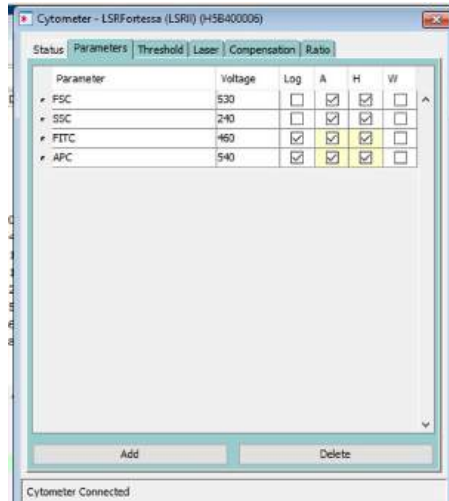 Cytometer - LSRFortessa (LSRII) (H5B400006)
Status Parameters Threshold Laser Compensation Ratio
Parameter Voltage Log A H W
FSC 530
SSC 240
FITC 460
APC 540
Add Delete
Cytometer Connected